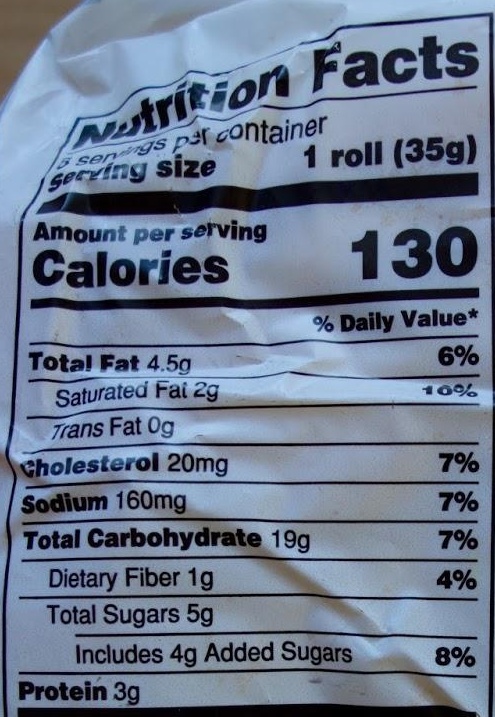 Nutrition Facts
5 servings per container
Serving size 1 roll (35g)
Amount per serving
Calories 130
% Daily Value*
Total Fat 4.5g 6%
Saturated Fat 2g 10%
Trans Fat 0g
Cholesterol 20mg 7%
Sodium 160mg 7%
Total Carbohydrate 19g 7%
Dietary Fiber 1g 4%
Total Sugars 5g
Includes 4g Added Sugars 8%
Protein 3g